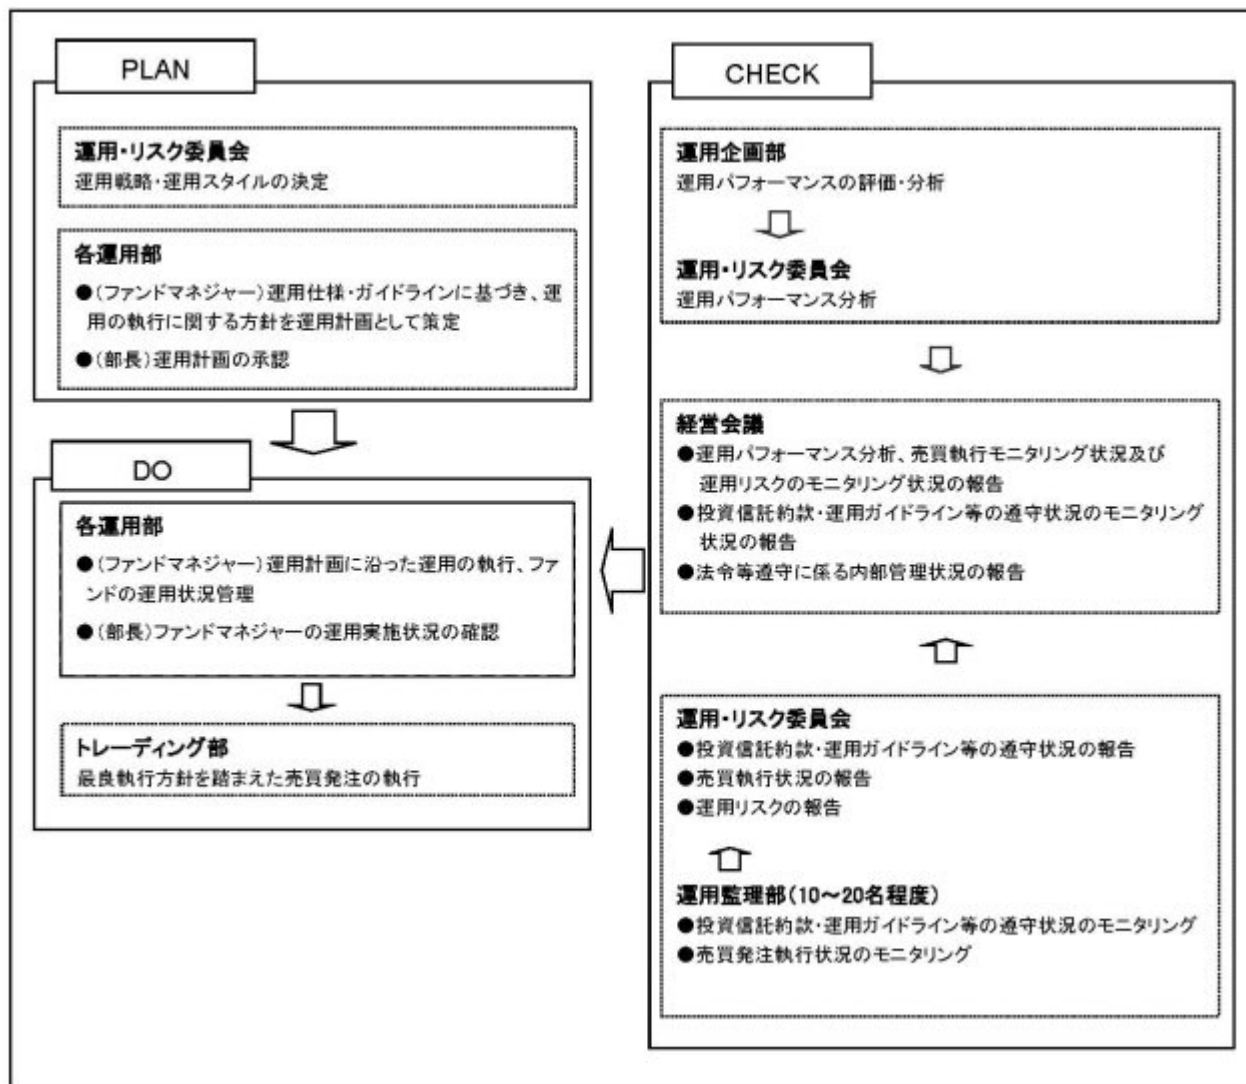 PLAN
運用・リスク委員会
運用戦略・運用スタイルの決定
各運用部
●(ファンドマネジャー)運用仕様・ガイドラインに基づき、運
用の執行に関する方針を運用計画として策定
●(部長)運用計画の承認
DO
各運用部
●(ファンドマネジャー)運用計画に沿った運用の執行、ファ
ンドの運用状況管理
●(部長)ファンドマネジャーの運用実施状況の確認
トレーディング部
最良執行方針を踏まえた売買発注の執行
CHECK
運用企画部
運用パフォーマンスの評価・分析
運用・リスク委員会
運用パフォーマンス分析
経営会議
●運用パフォーマンス分析、売買執行モニタリング状況及び
運用リスクのモニタリング状況の報告
●投資信託約款・運用ガイドライン等の遵守状況のモニタリング
状況の報告
●法令等遵守に係る内部管理状況の報告
運用・リスク委員会
●投資信託約款・運用ガイドライン等の遵守状況の報告
●売買執行状況の報告
●運用リスクの報告
運用監理部(10～20名程度)
●投資信託約款・運用ガイドライン等の遵守状況のモニタリング
●売買発注執行状況のモニタリング